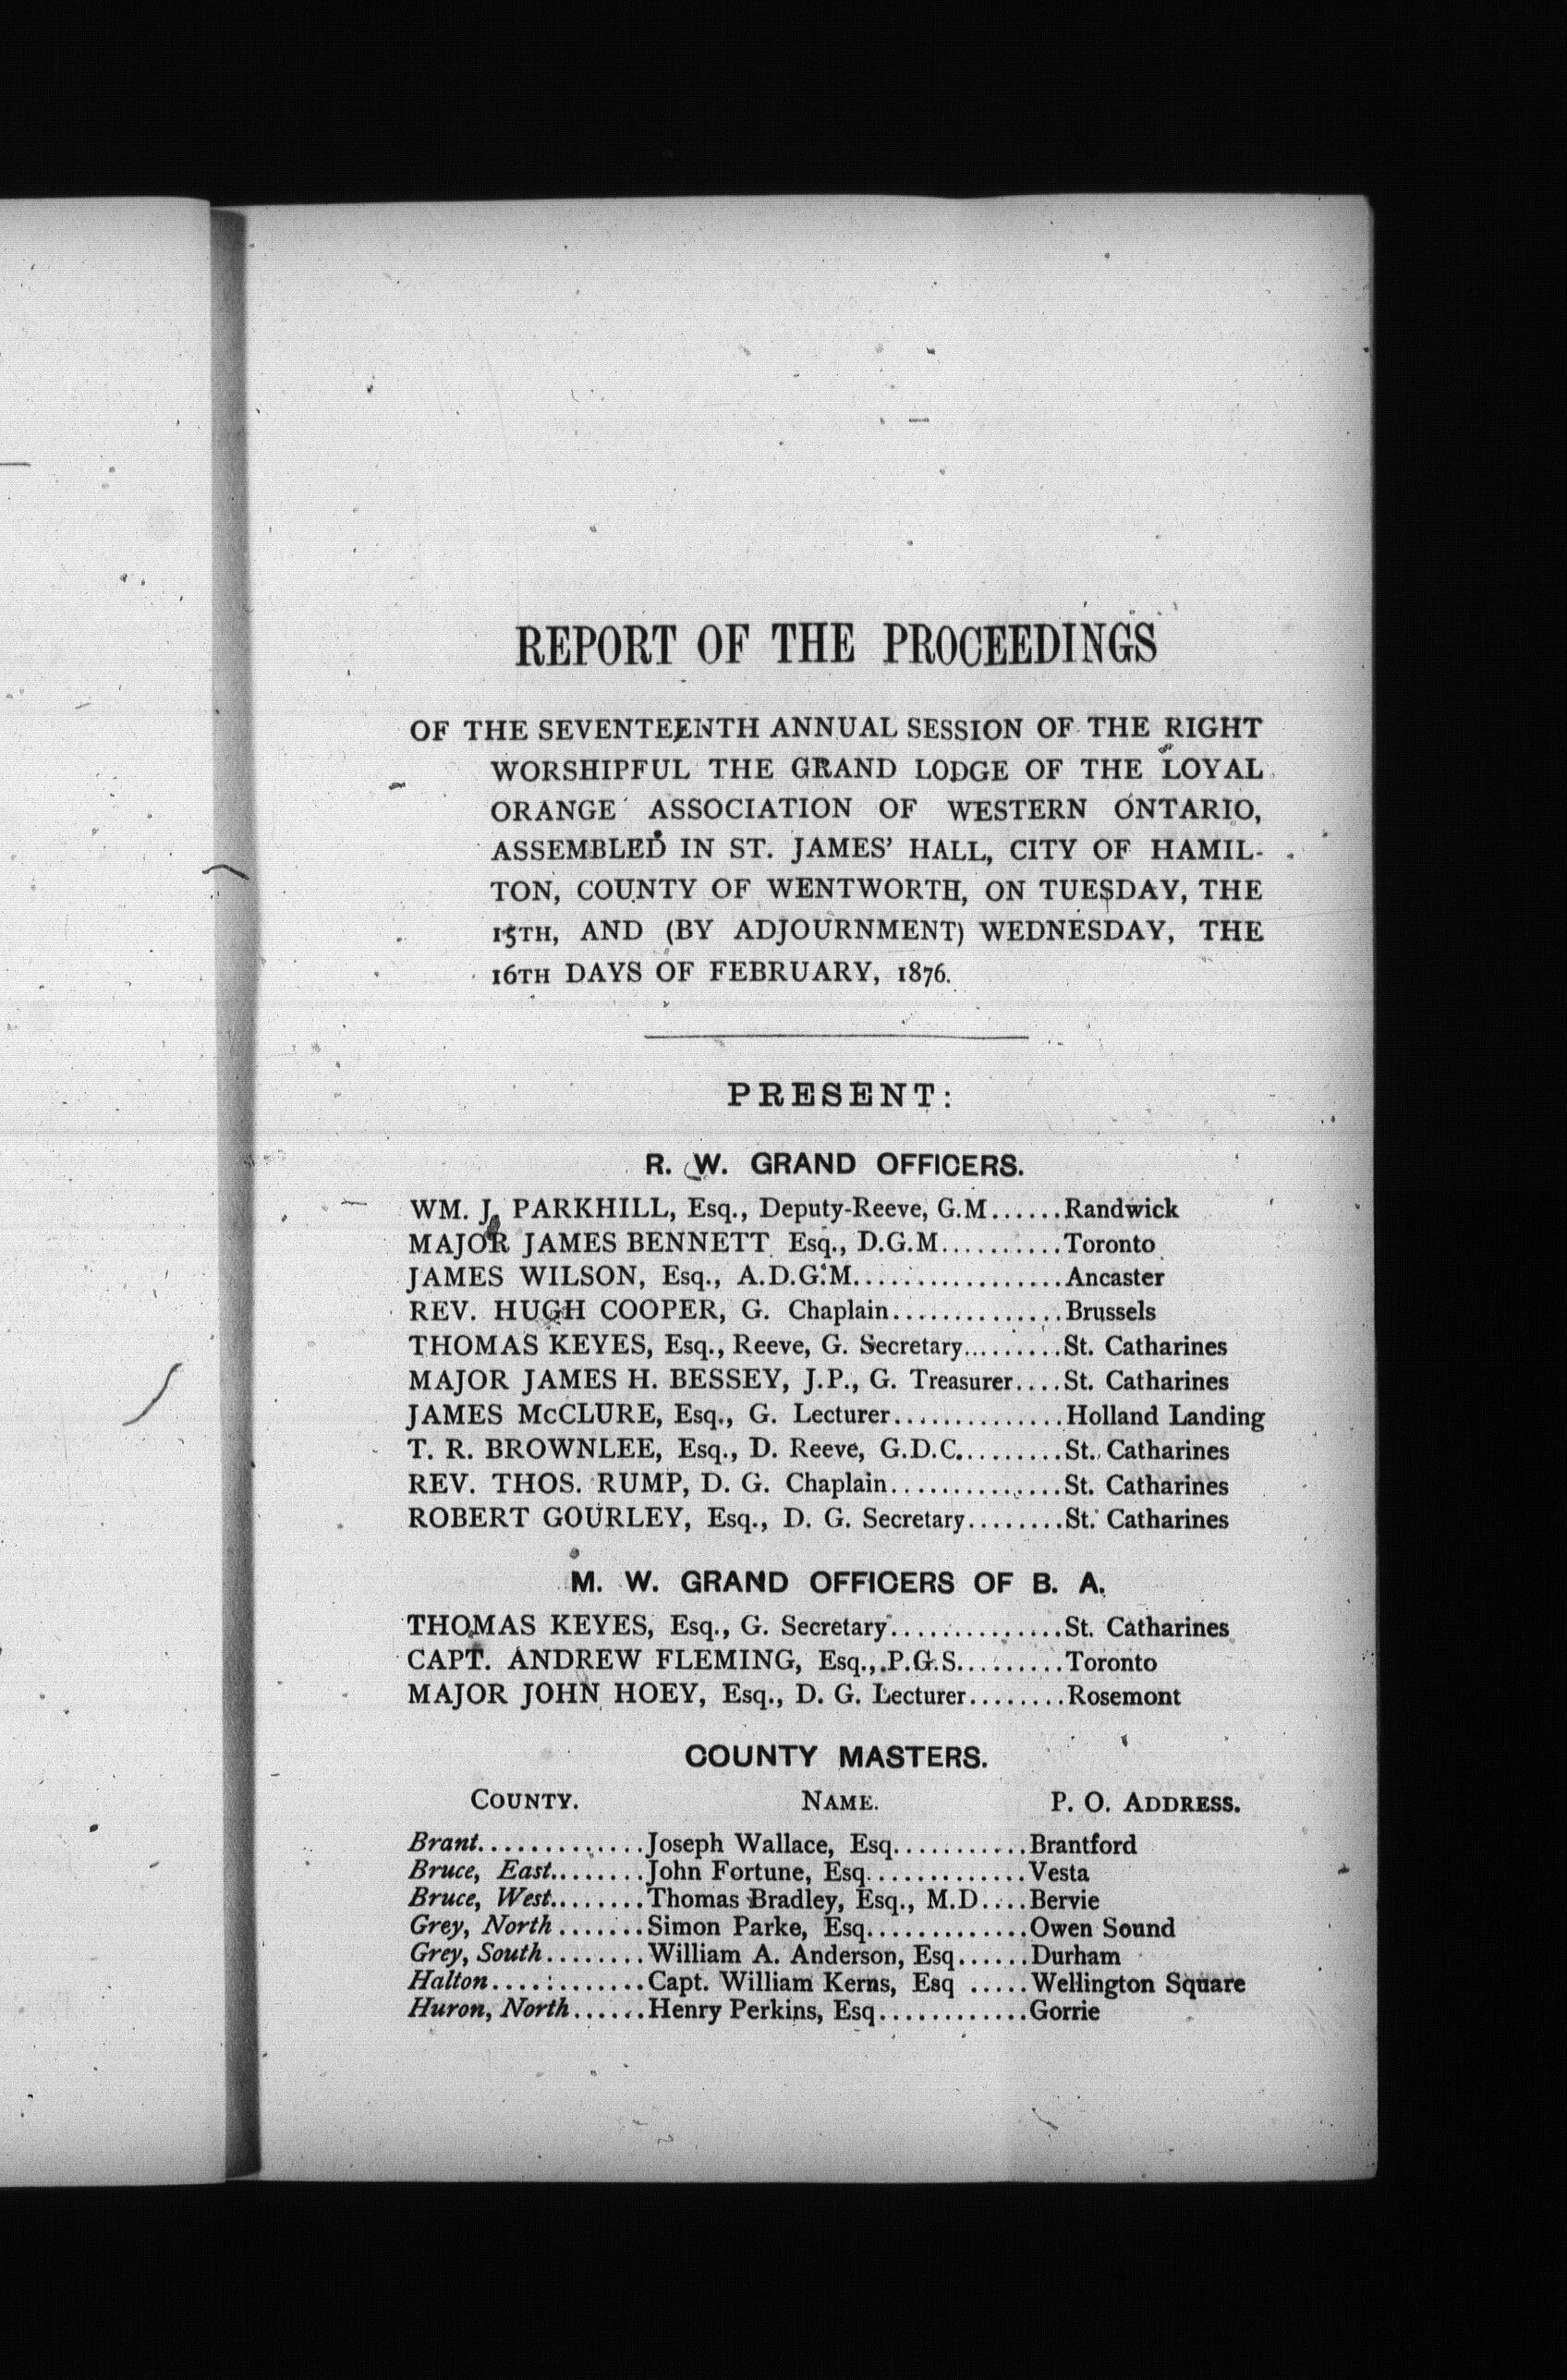 REPORT OF THE PROCEEDINGS
OF THE SEVENTEENTH ANNUAL SESSION OF THE RIGHT
WORSHIPFUL THE GRAND LODGE OF THE LOYAL
ORANGE ASSOCIATION OF WESTERN ONTARIO,
ASSEMBLED IN ST. JAMES' HALL, CITY OF HAMIL-
TON, COUNTY OF WENTWORTH, ON TUESDAY, THE
15TH, AND (BY ADJOURNMENT) WEDNESDAY, THE
16TH DAYS OF FEBRUARY, 1876.
PRESENT:
R. W. GRAND OFFICERS.
WM. J. PARKHILL, Esq., Deputy-Reeve, G.M......Randwick
MAJOR JAMES BENNETT Esq., D.G.M..........Toronto
JAMES WILSON, Esq., A.D.G.M.................Ancaster
REV. HUGH COOPER, G. Chaplain..............Brussels
THOMAS KEYES, Esq., Reeve, G. Secretary.........St. Catharines
MAJOR JAMES H. BESSEY, J.P., G. Treasurer....St. Catharines
JAMES McCLURE, Esq., G. Lecturer..............Holland Landing
T. R. BROWNLEE, Esq., D. Reeve, G.D.C.........St. Catharines
REV. THOS. RUMP, D. G. Chaplain..............St. Catharines
ROBERT GOURLEY, Esq., D. G. Secretary........St. Catharines
M. W. GRAND OFFICERS OF B. A.
THOMAS KEYES, Esq., G. Secretary..............St. Catharines
CAPT. ANDREW FLEMING, Esq., P.G.S.........Toronto
MAJOR JOHN HOEY, Esq., D. G. Lecturer........Rosemont
COUNTY MASTERS.
COUNTY. NAME. P. O. ADDRESS.
Brant..............Joseph Wallace, Esq...........Brantford
Bruce, East........John Fortune, Esq.............Vesta
Bruce, West........Thomas Bradley, Esq., M.D....Bervie
Grey, North.......Simon Parke, Esq.............Owen Sound
Grey, South........William A. Anderson, Esq......Durham
Halton.............Capt. William Kerns, Esq .....Wellington Square
Huron, North......Henry Perkins, Esq............Gorrie